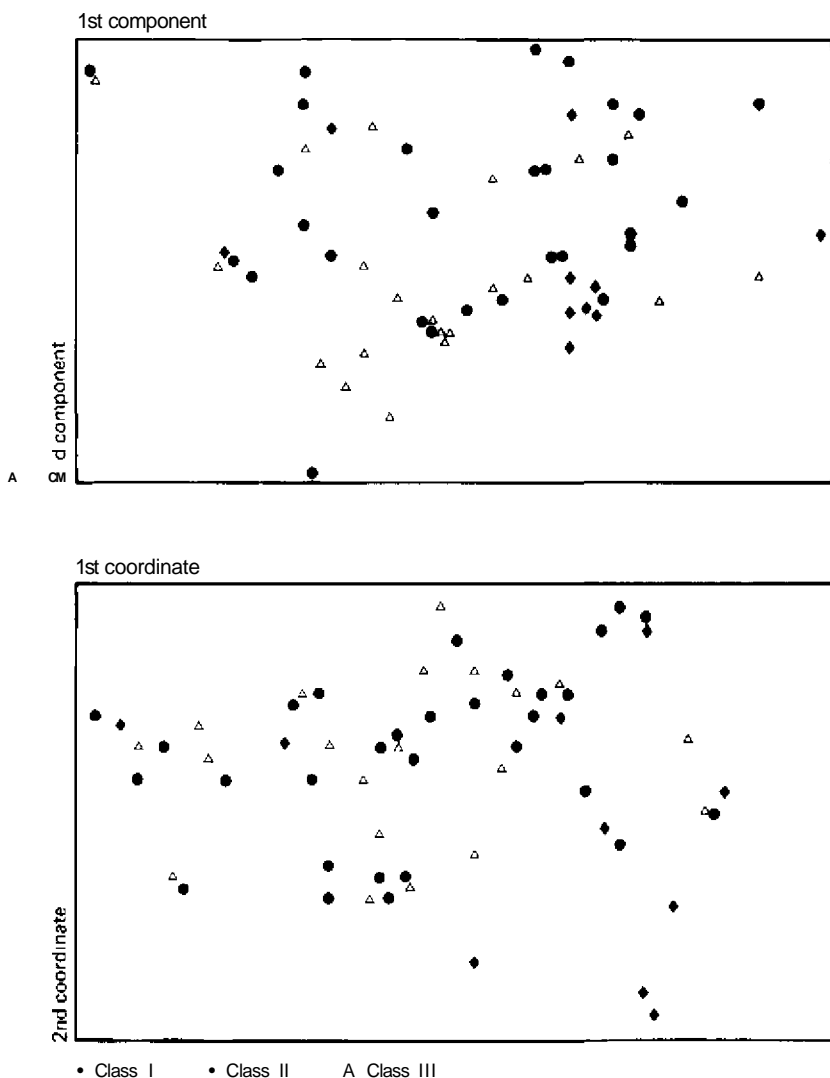 1st component
d component
A CM
1st coordinate
2nd coordinate
• Class I • Class II A Class III